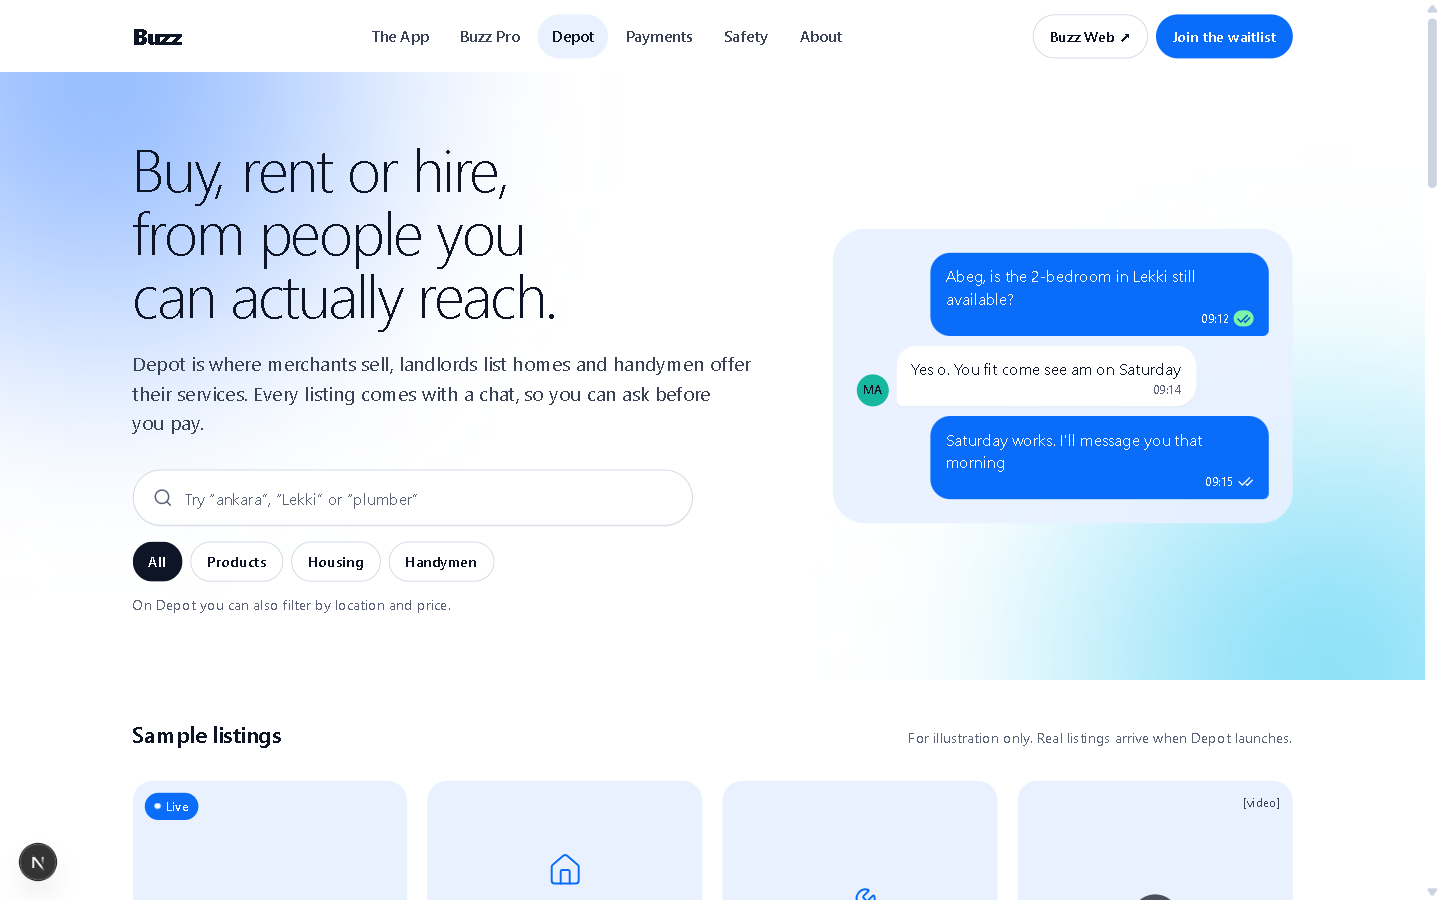 Buzz
The App
Buzz Pro
Depot
Payments
Safety
About
Buzz Web ↗
Join the waitlist
Buy, rent or hire,
from people you
can actually reach.
Depot is where merchants sell, landlords list homes and handymen offer
their services. Every listing comes with a chat, so you can ask before
you pay.
Try “ankara”, “Lekki” or “plumber”
All
Products
Housing
Handymen
On Depot you can also filter by location and price.
Abeg, is the 2-bedroom in Lekki still
available?
09:12
MA
Yes o. You fit come see am on Saturday
09:14
Saturday works. I'll message you that
morning
09:15
Sample listings
For illustration only. Real listings arrive when Depot launches.
Live
[video]
N